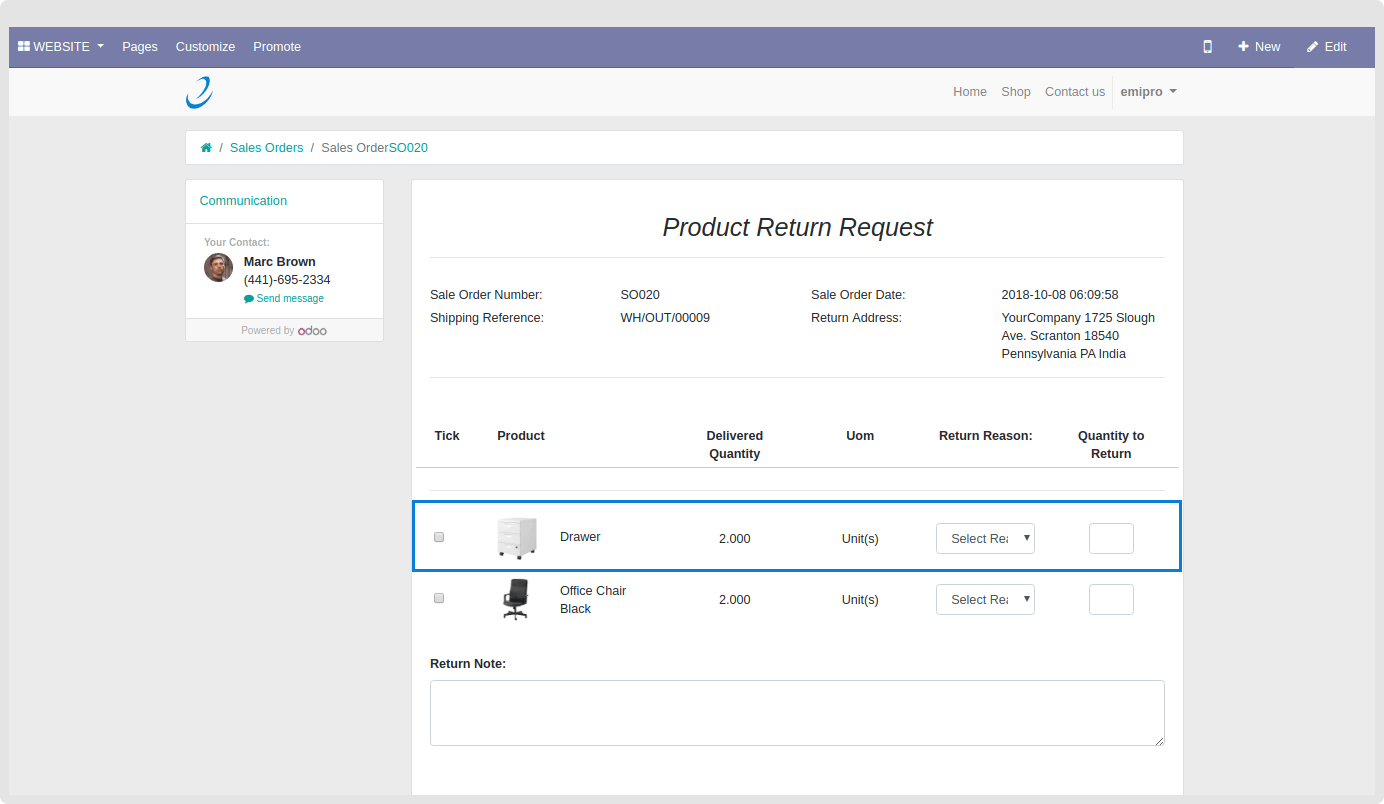 WEBSITE Pages Customize Promote New Edit
Home Shop Contact us emipro
/ Sales Orders / Sales OrderSO020
Communication
Your Contact:
Marc Brown
(441)-695-2334
Send message
Powered by odoo
Product Return Request
Sale Order Number: SO020 Sale Order Date: 2018-10-08 06:09:58
Shipping Reference: WH/OUT/00009 Return Address: YourCompany 1725 Slough
Ave. Scranton 18540
Pennsylvania PA India
Tick Product Delivered Uom Return Reason: Quantity to
Quantity Return
Drawer 2.000 Unit(s) Select Rea
Office Chair
Black 2.000 Unit(s) Select Rea
Return Note: